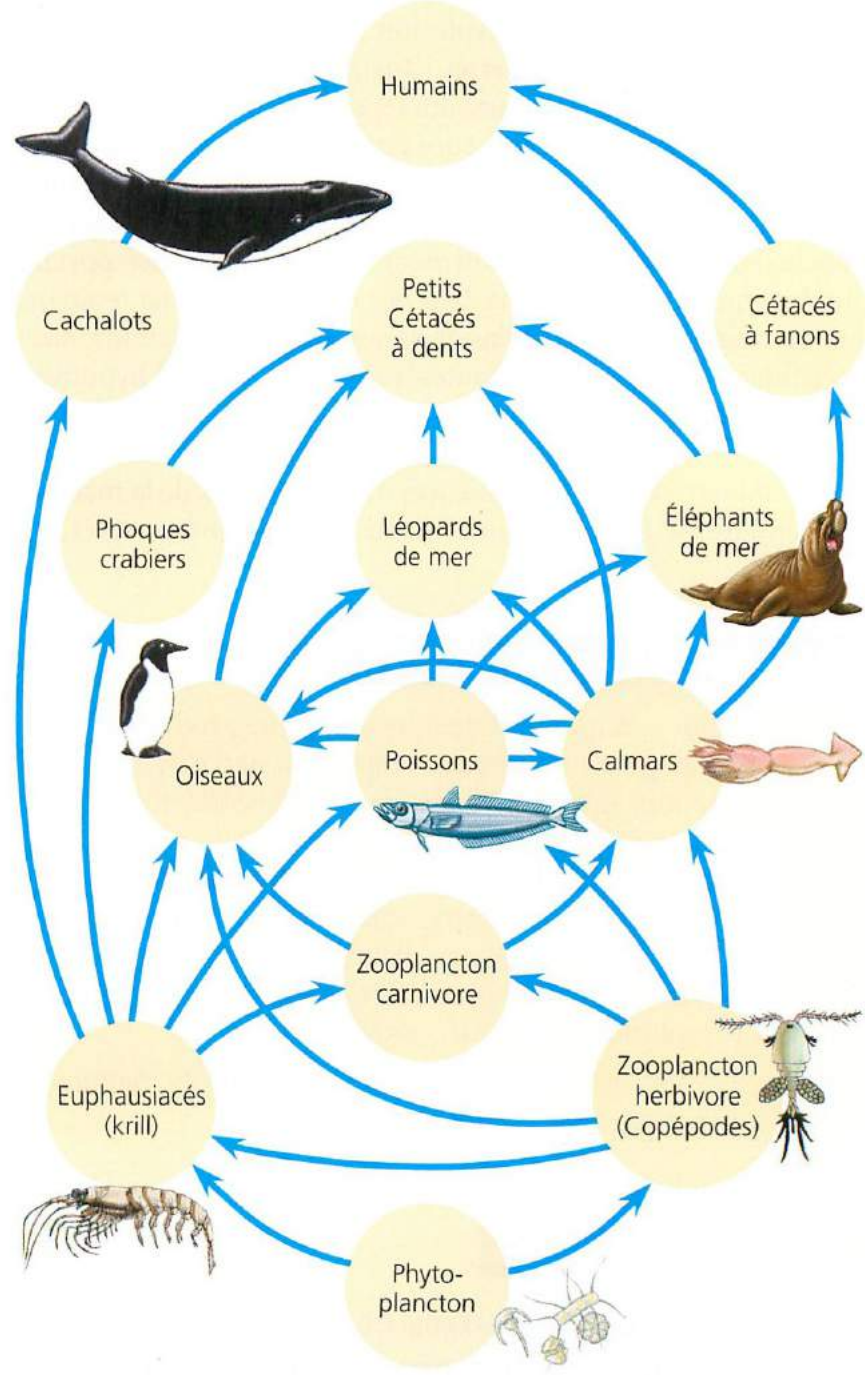 Humains
Cachalots
Petits
Cétacés
à dents
Cétacés
à fanons
Phoques
crabiers
Léopards
de mer
Éléphants
de mer
Oiseaux
Poissons
Calmars
Zooplancton
carnivore
Euphausiacés
(krill)
Zooplancton
herbivore
(Copépodes)
Phyto-
plancton